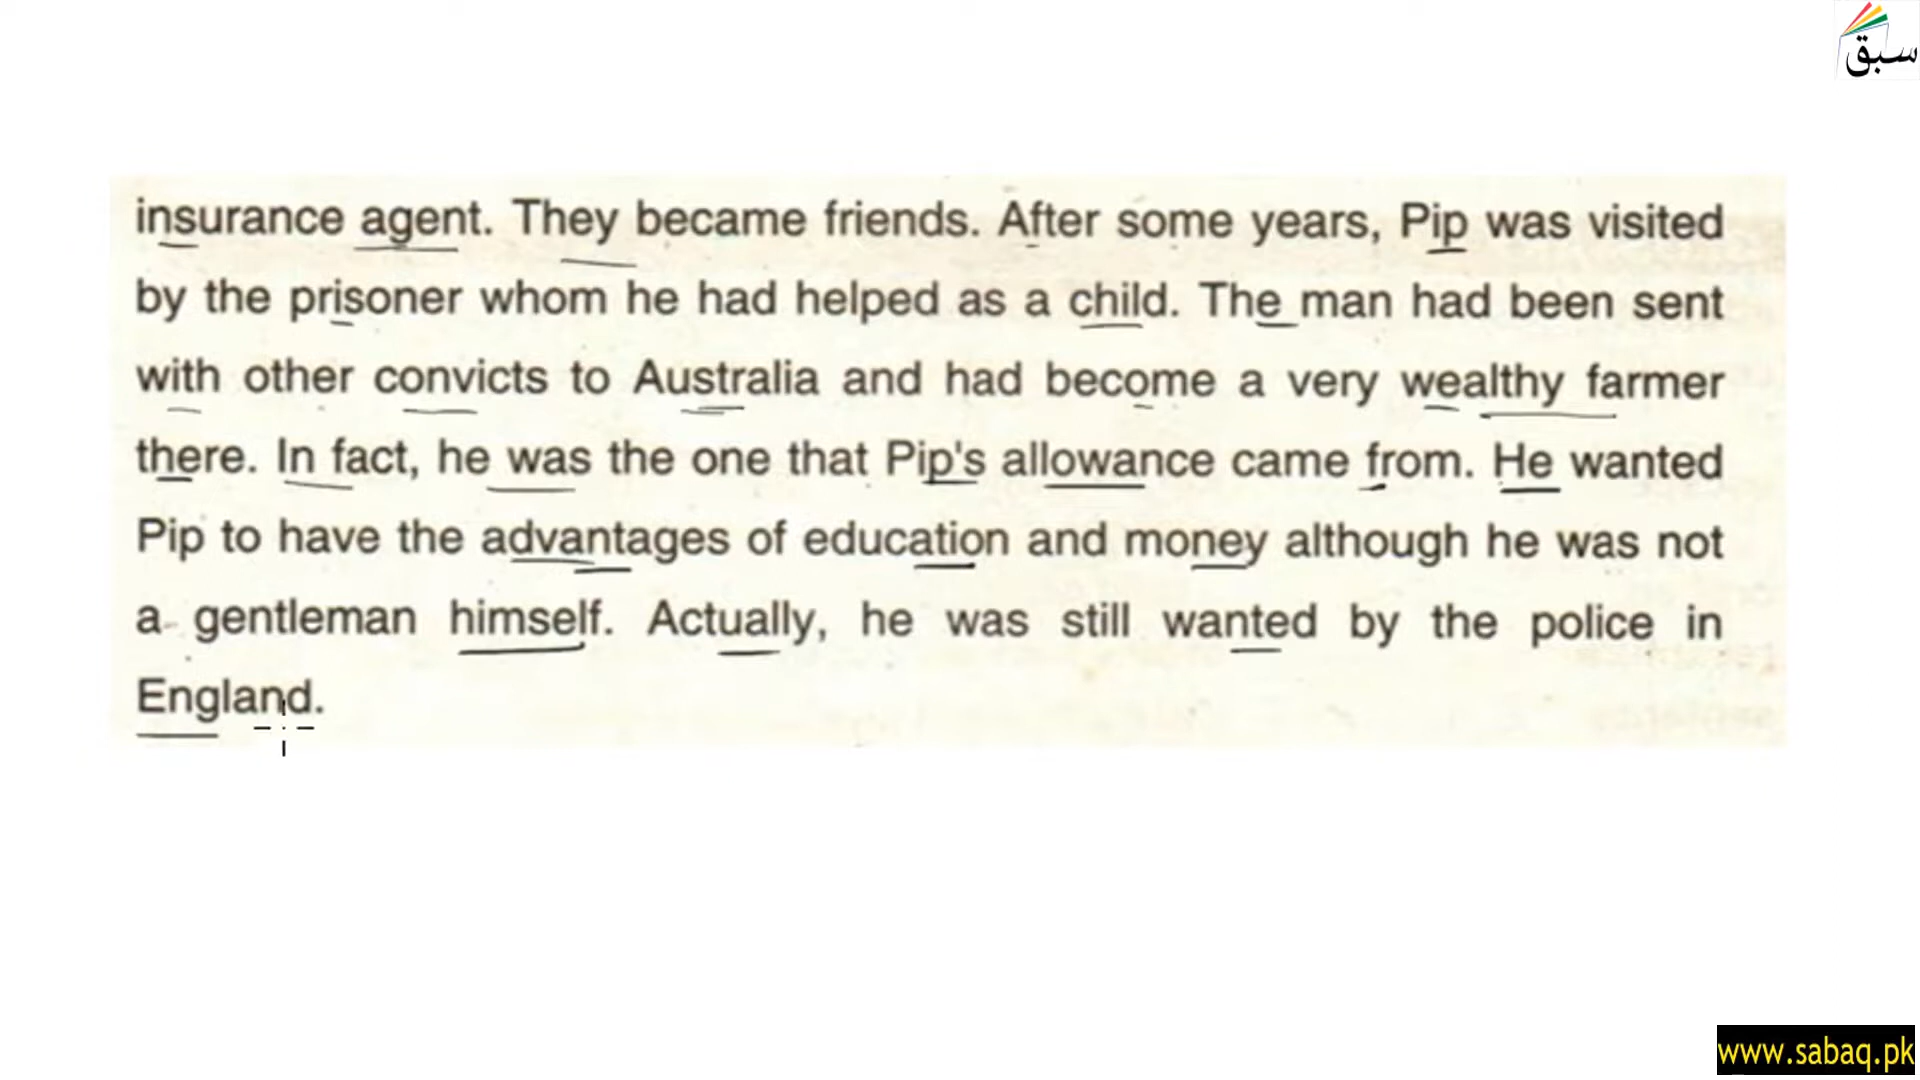 سبق
insurance agent. They became friends. After some years, Pip was visited
by the prisoner whom he had helped as a child. The man had been sent
with other convicts to Australia and had become a very wealthy farmer
there. In fact, he was the one that Pip's allowance came from. He wanted
Pip to have the advantages of education and money although he was not
a gentleman himself. Actually, he was still wanted by the police in
England.
www.sabaq.pk